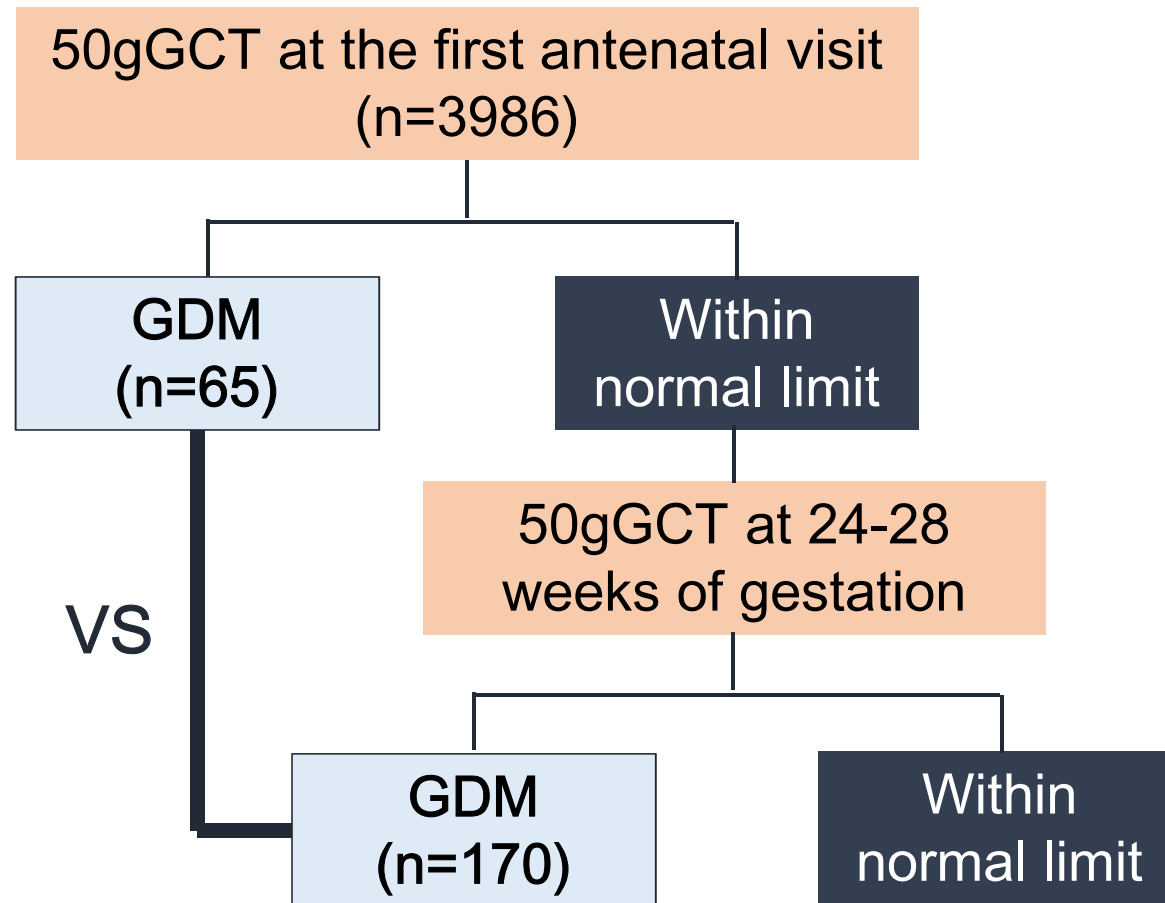 50gGCT at the first antenatal visit
(n=3986)
GDM
(n=65)
Within
normal limit
50gGCT at 24-28
weeks of gestation
VS
GDM
(n=170)
Within
normal limit